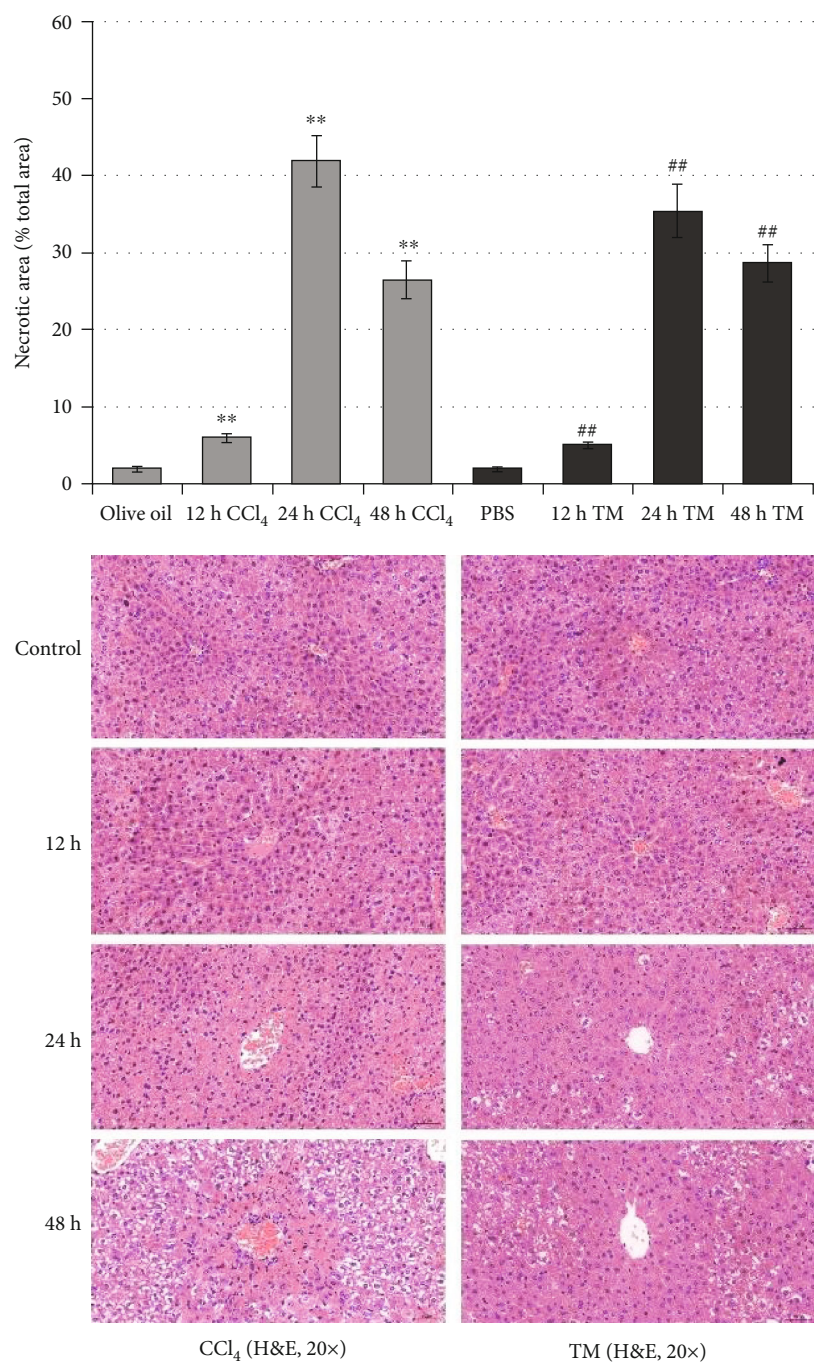 Necrotic area (% total area)
60
50
40
30
20
10
0
**
**
**
##
##
##
Olive oil 12 h CCl₄ 24 h CCl₄ 48 h CCl₄ PBS 12 h TM 24 h TM 48 h TM
Control
12 h
24 h
48 h
CCl₄ (H&E, 20×) TM (H&E, 20×)